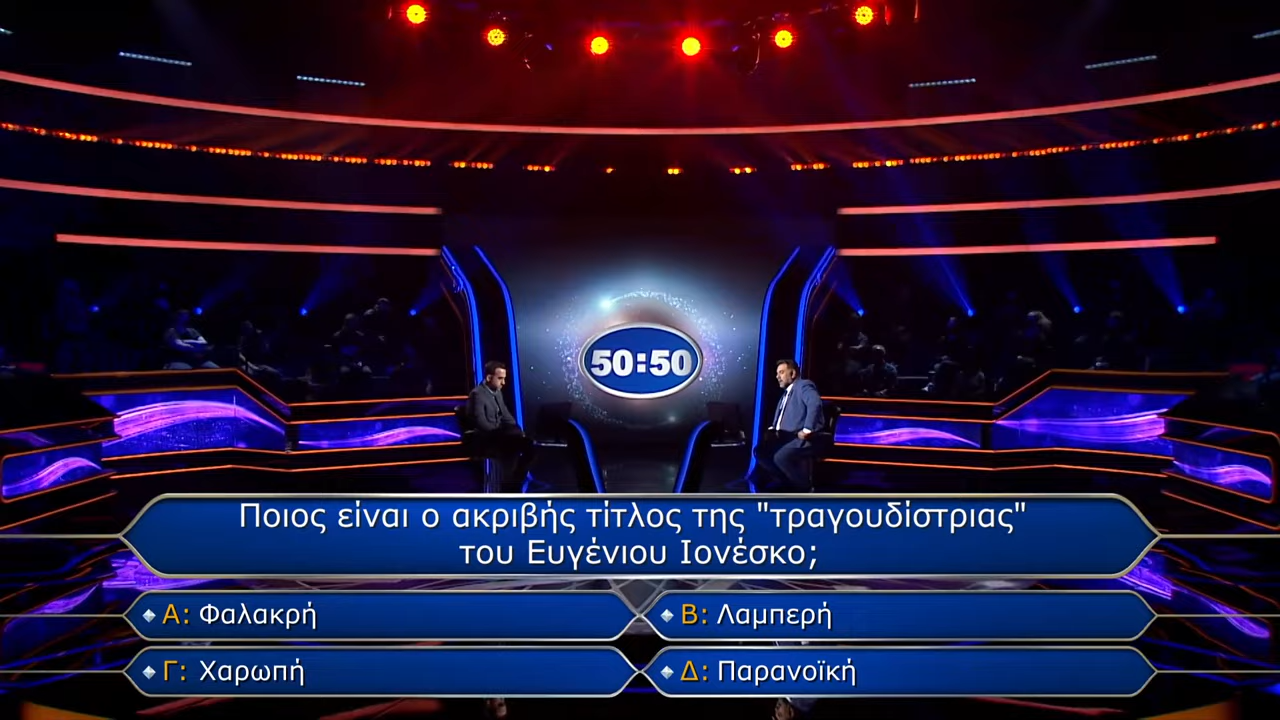 50:50
Ποιος είναι ο ακριβής τίτλος της "τραγουδίστριας"
του Ευγένιου Ιονέσκο;
Α: Φαλακρή
Β: Λαμπερή
Γ: Χαρωπή
Δ: Παρανοϊκή